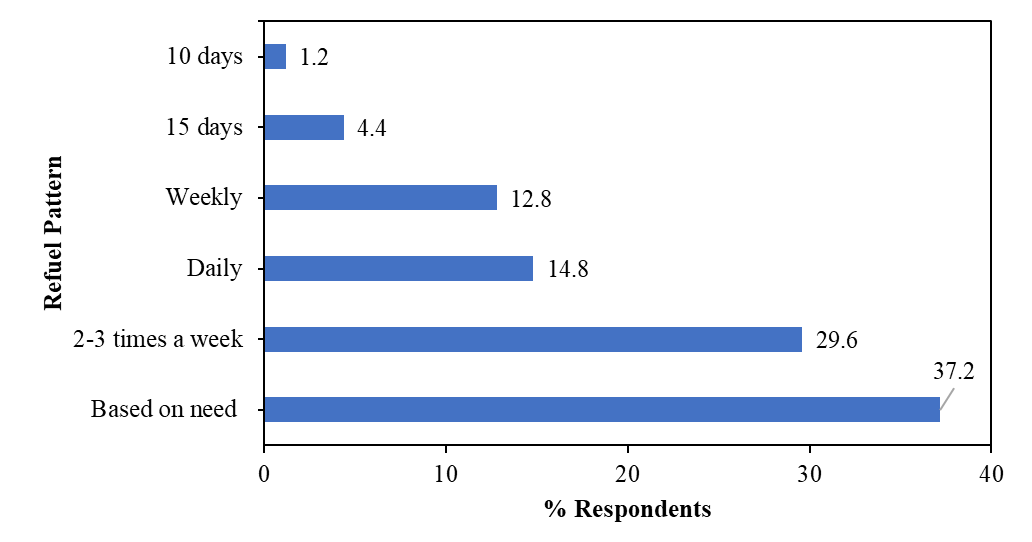 10 days
1.2
15 days
4.4
Weekly
12.8
Daily
14.8
2-3 times a week
29.6
Based on need
37.2
Refuel Pattern
0
10
20
30
40
% Respondents